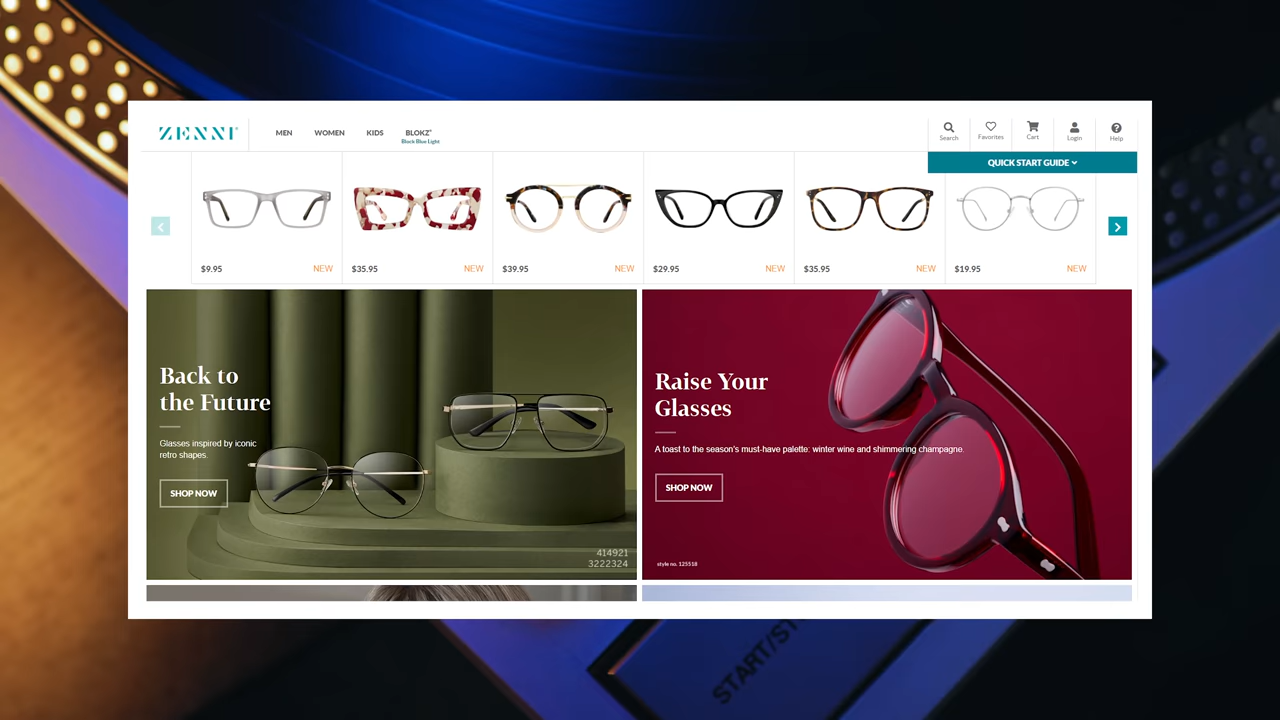 ZENNI
MEN WOMEN KIDS BLOKZ®
Block Blue Light
Search Favorites Cart Login Help
QUICK START GUIDE
$9.95 NEW $35.95 NEW $39.95 NEW $29.95 NEW $35.95 NEW $19.95 NEW
Back to
the Future
Glasses inspired by iconic
retro shapes.
SHOP NOW
414921
3222324
Raise Your
Glasses
A toast to the season's must-have palette: winter wine and shimmering champagne.
SHOP NOW
style no. 125518
START/ST